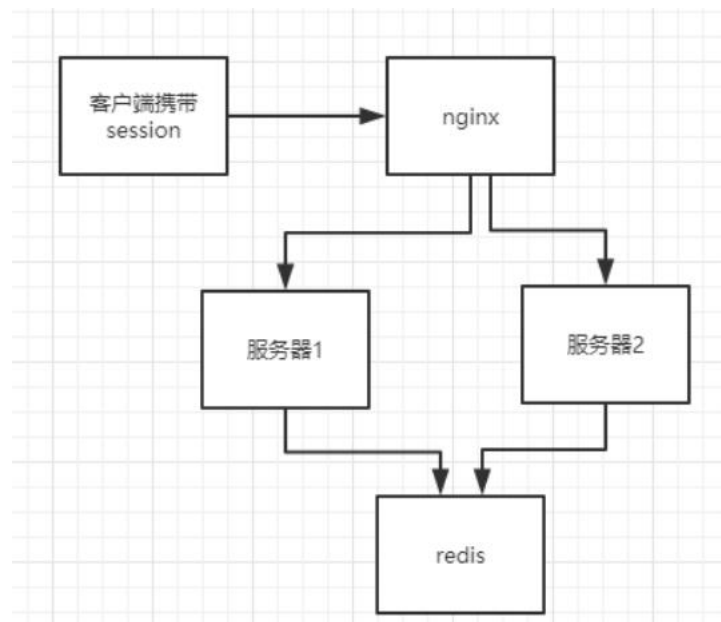 客户端携带
session
nginx
服务器1
服务器2
redis